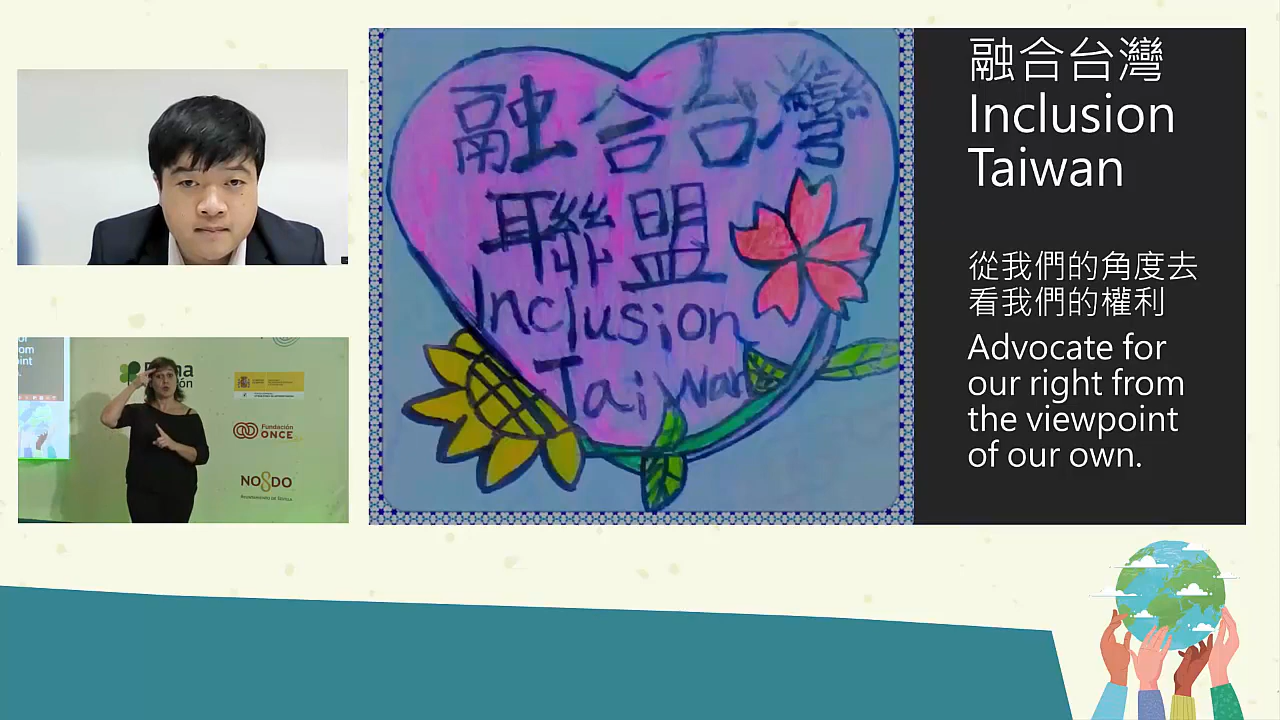 融合台灣
聯盟
Inclusion
Taiwan
融合台灣
Inclusion
Taiwan
從我們的角度去
看我們的權利
Advocate for
our right from
the viewpoint
of our own.
Fundación
ONCE
NO8DO